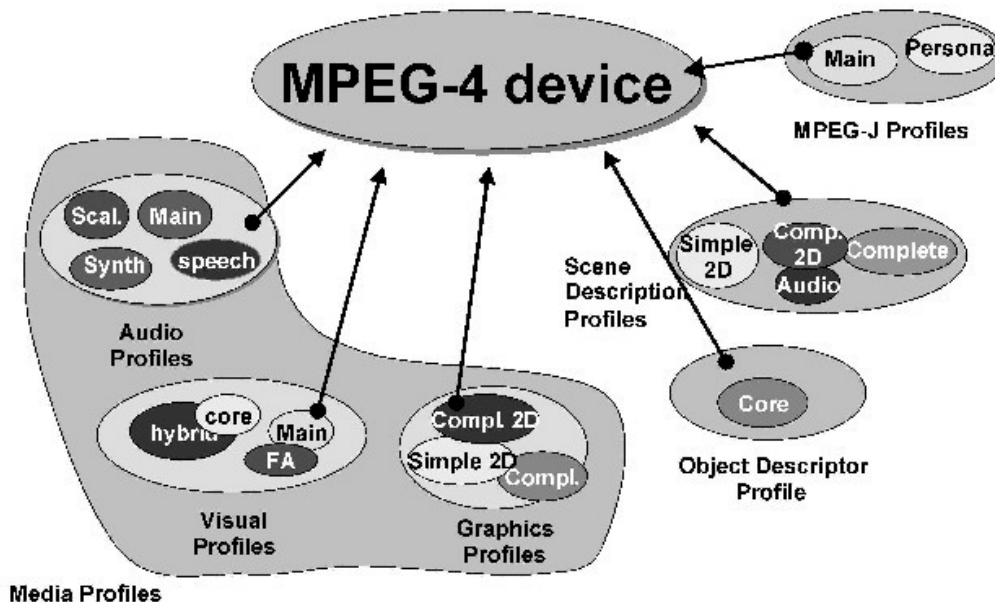 MPEG-4 device
Main
Persona
MPEG-J Profiles
Scal.
Main
Synth
speech
Audio
Profiles
Simple
2D
Comp.
2D
Complete
Audio
Scene
Description
Profiles
hybrid
core
Main
FA
Visual
Profiles
Compl. 2D
Simple 2D
Compl.
Graphics
Profiles
Core
Object Descriptor
Profile
Media Profiles